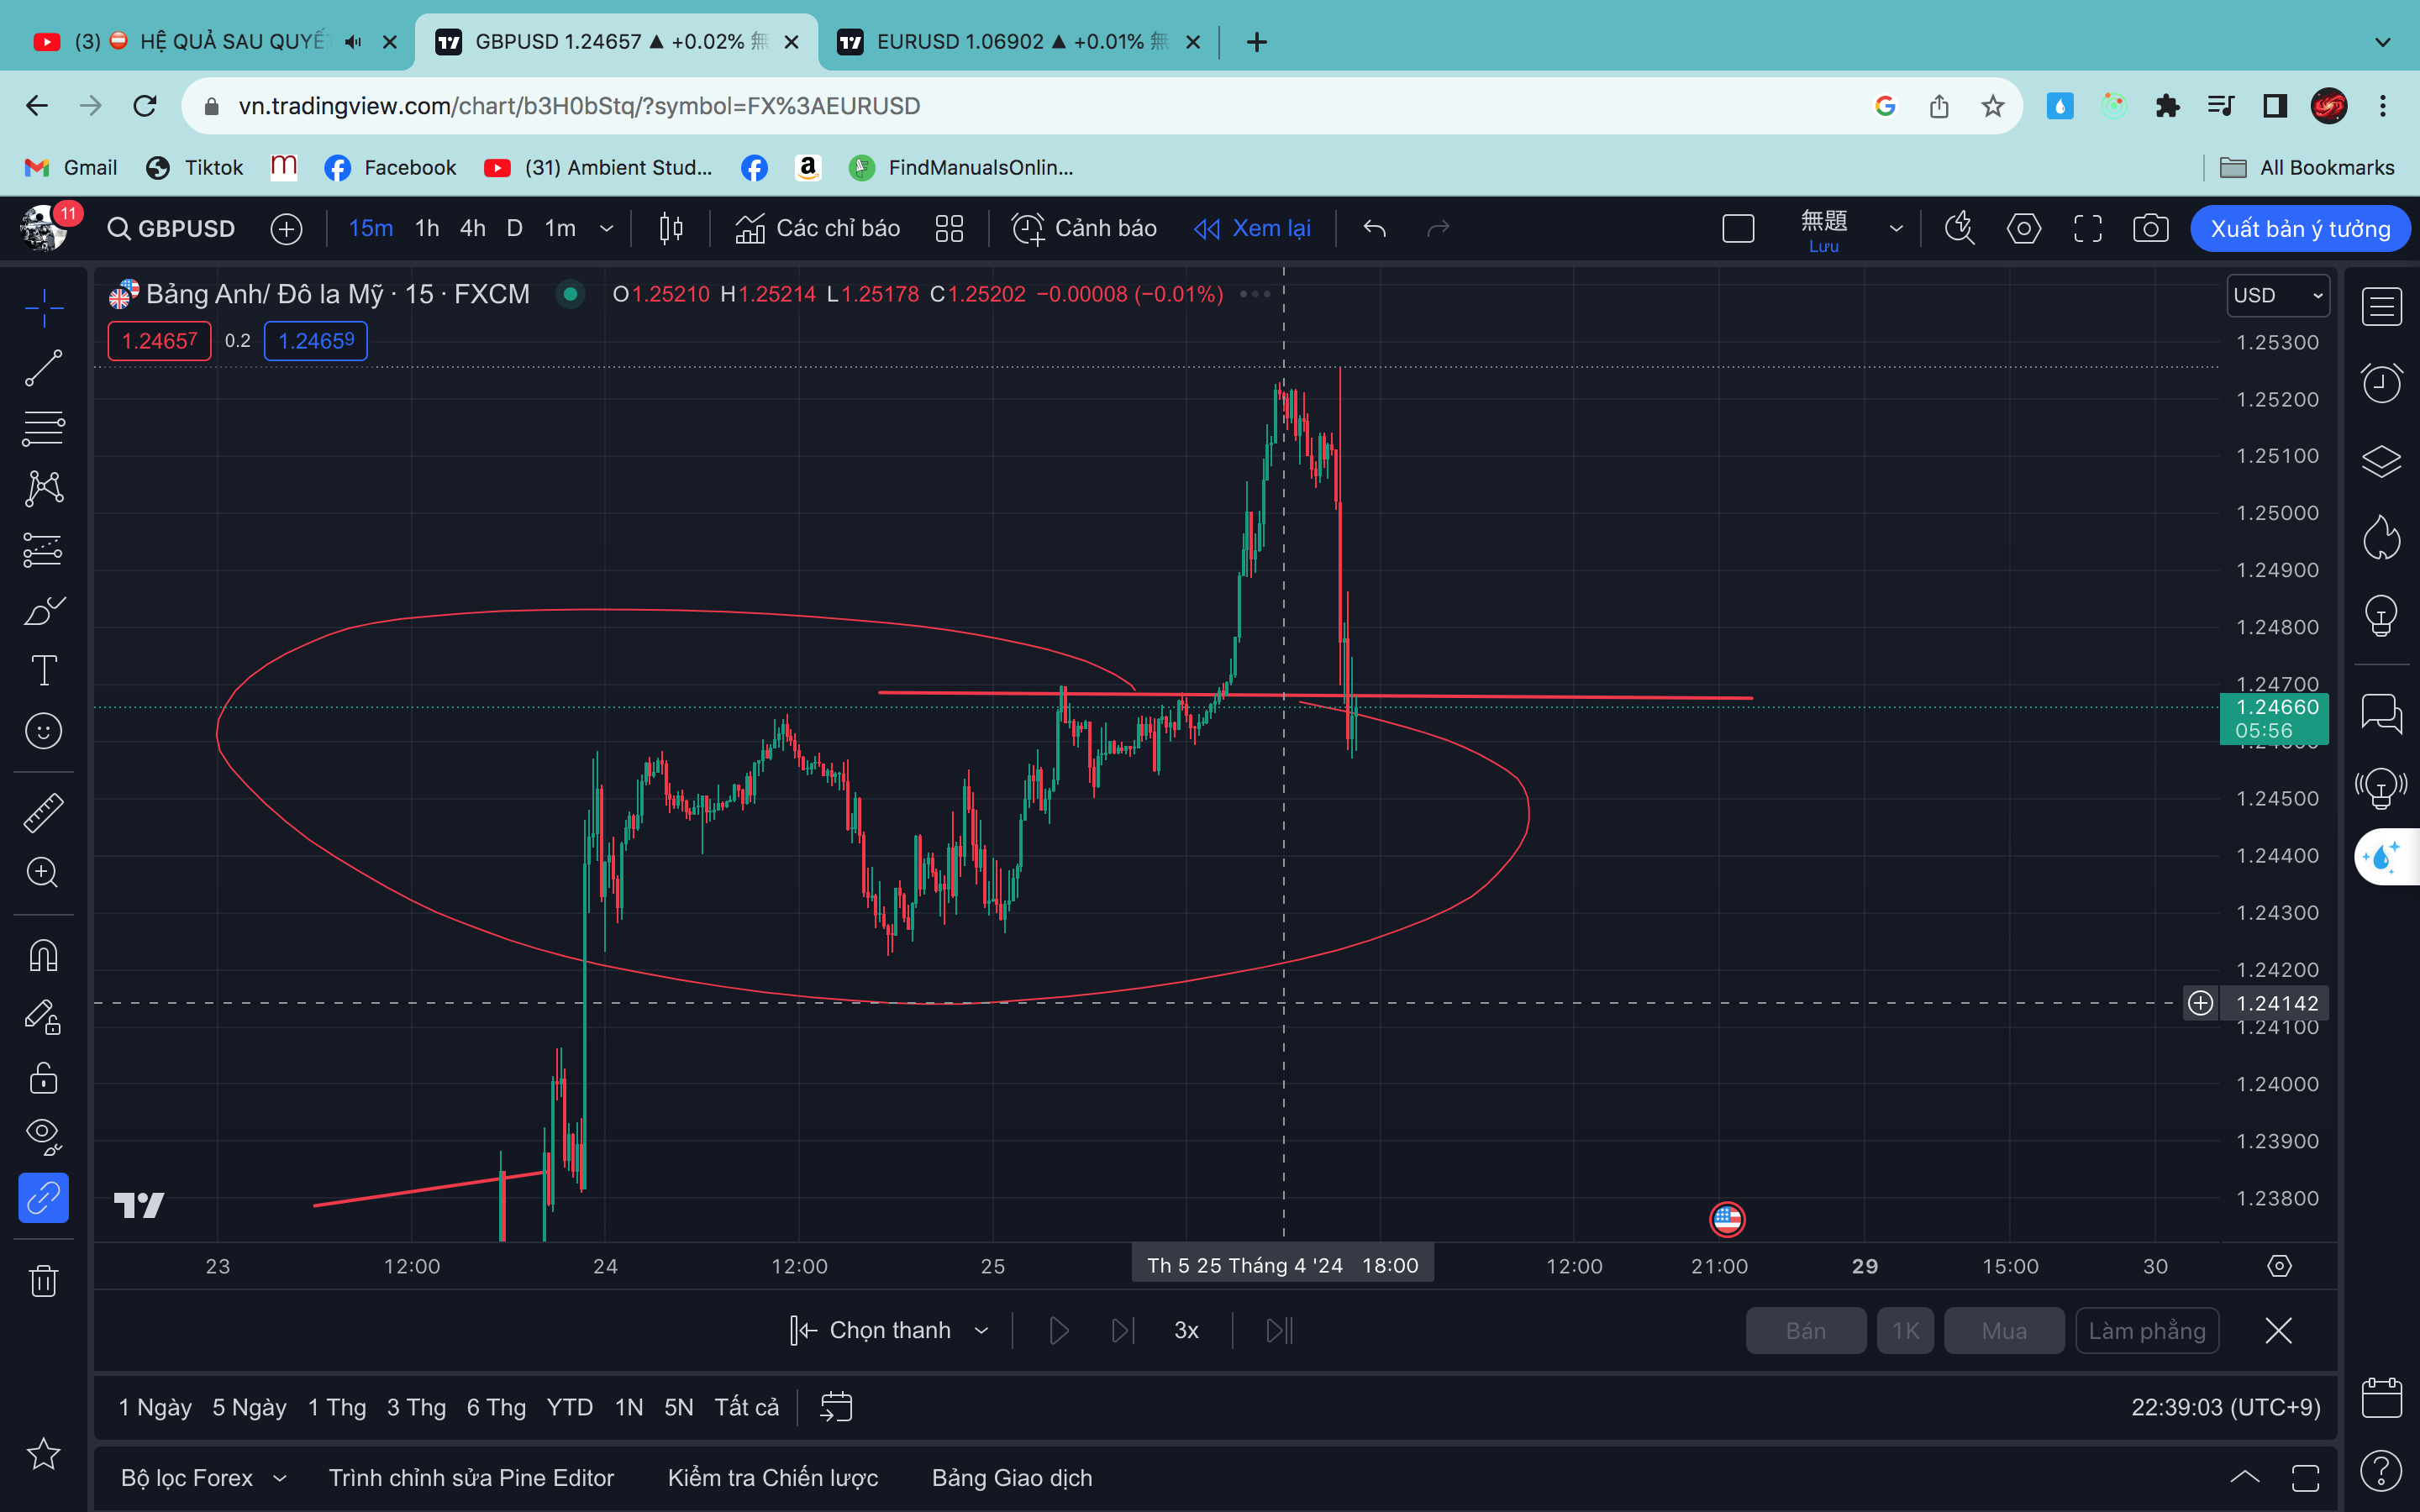 (3) ⛔ HỆ QUẢ SAU QUYẾT
GBPUSD 1.24657 ▲ +0.02% 無
EURUSD 1.06902 ▲ +0.01% 無
vn.tradingview.com/chart/b3H0bStq/?symbol=FX%3AEURUSD
Gmail
Tiktok
Facebook
(31) Ambient Stud...
FindManualsOnlin...
All Bookmarks
11
GBPUSD
15m 1h 4h D 1m
Các chỉ báo
Cảnh báo
Xem lại
無題
Lưu
Xuất bản ý tưởng
Bảng Anh/ Đô la Mỹ · 15 · FXCM
O1.25210 H1.25214 L1.25178 C1.25202 −0.00008 (−0.01%)
USD
1.24657 0.2 1.24659
1.25300
1.25200
1.25100
1.25000
1.24900
1.24800
1.24700
1.24660
05:56
1.24500
1.24400
1.24300
1.24200
1.24142
1.24100
1.24000
1.23900
1.23800
23 12:00 24 12:00 25 Th 5 25 Tháng 4 '24 18:00 12:00 21:00 29 15:00 30
Chọn thanh
3x
Bán 1K Mua Làm phẳng
1 Ngày 5 Ngày 1 Thg 3 Thg 6 Thg YTD 1N 5N Tất cả
22:39:03 (UTC+9)
Bộ lọc Forex
Trình chỉnh sửa Pine Editor
Kiểm tra Chiến lược
Bảng Giao dịch